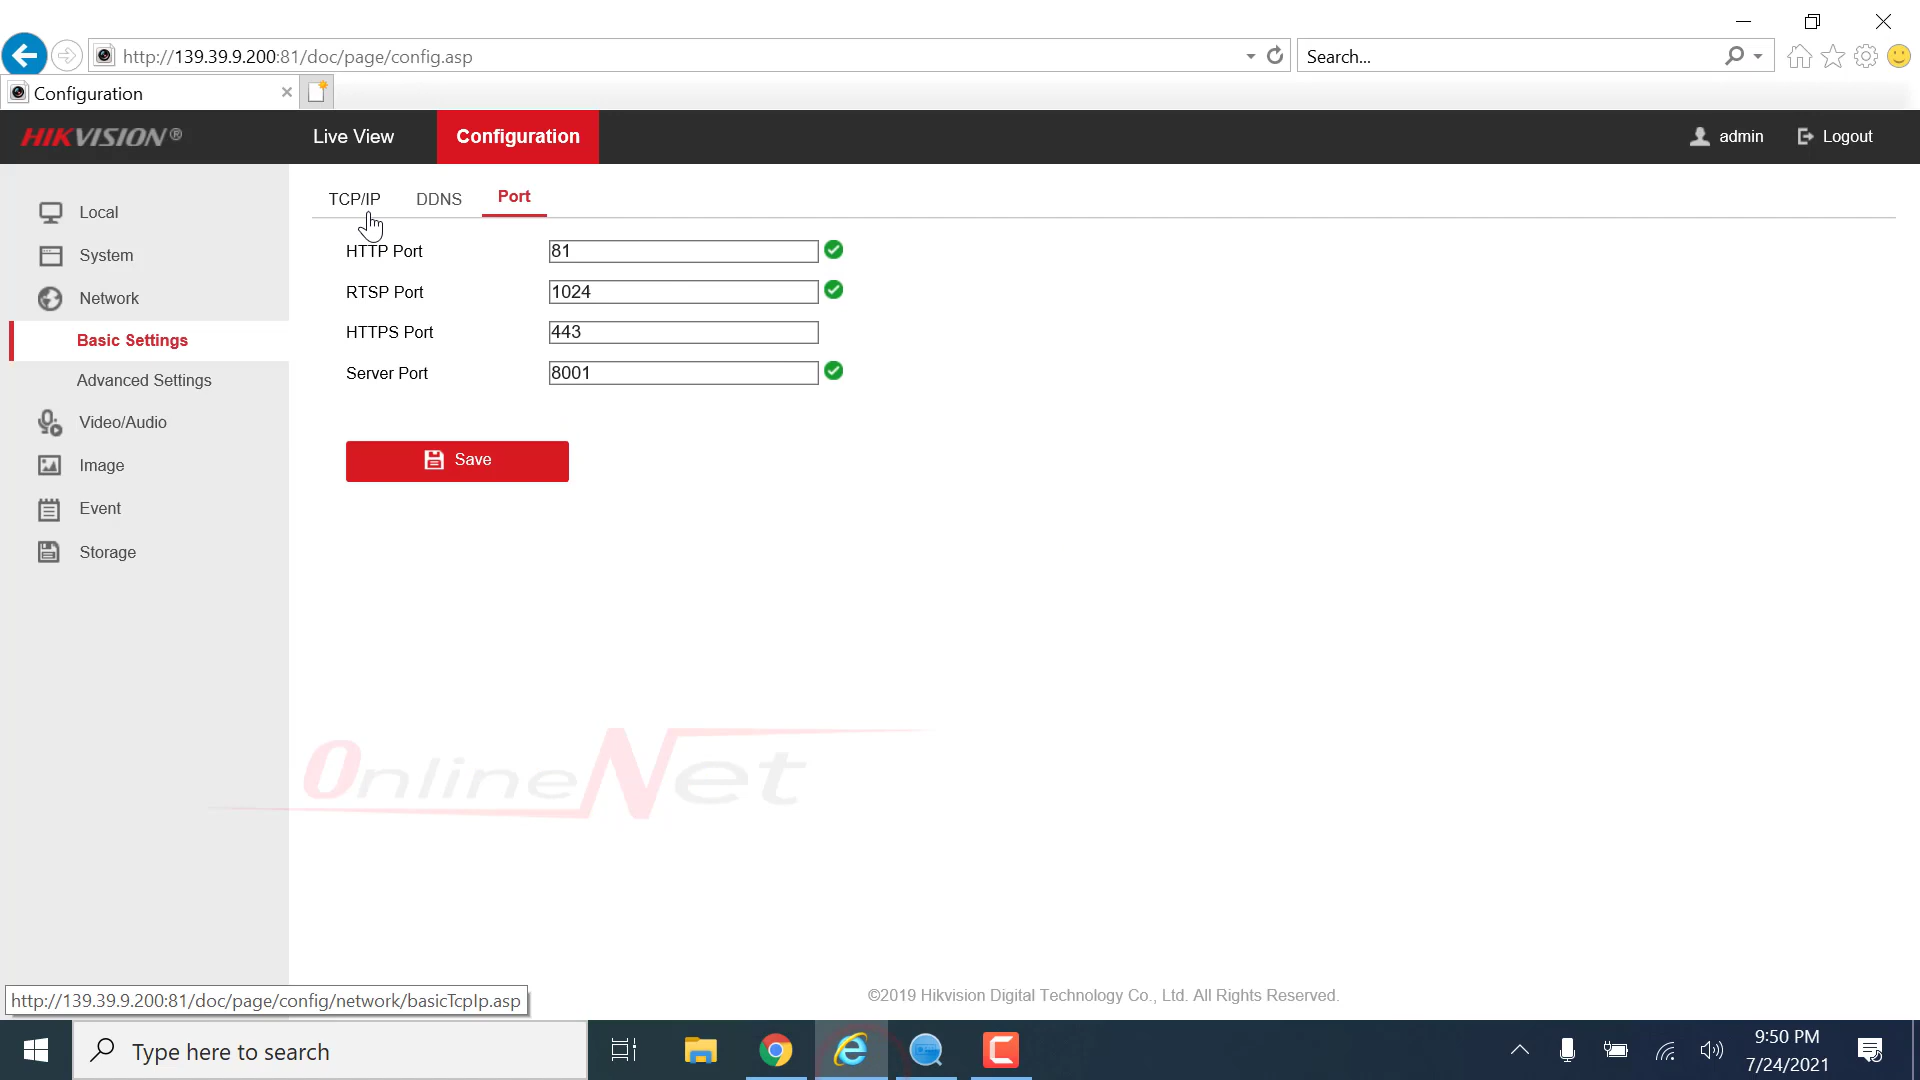 http://139.39.9.200:81/doc/page/config.asp
Search...
Configuration
HIKVISION®
Live View
Configuration
admin
Logout
TCP/IP
DDNS
Port
Local
System
Network
Basic Settings
Advanced Settings
Video/Audio
Image
Event
Storage
HTTP Port
81
RTSP Port
1024
HTTPS Port
443
Server Port
8001
Save
OnlineNet
©2019 Hikvision Digital Technology Co., Ltd. All Rights Reserved.
http://139.39.9.200:81/doc/page/config/network/basicTcpIp.asp
Type here to search
9:50 PM
7/24/2021